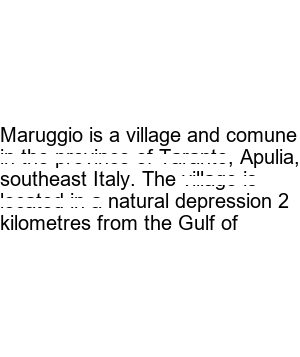 Maruggio is a village and comune
in the province of Taranto, Apulia,
southeast Italy. The village is
located in a natural depression 2
kilometres from the Gulf of